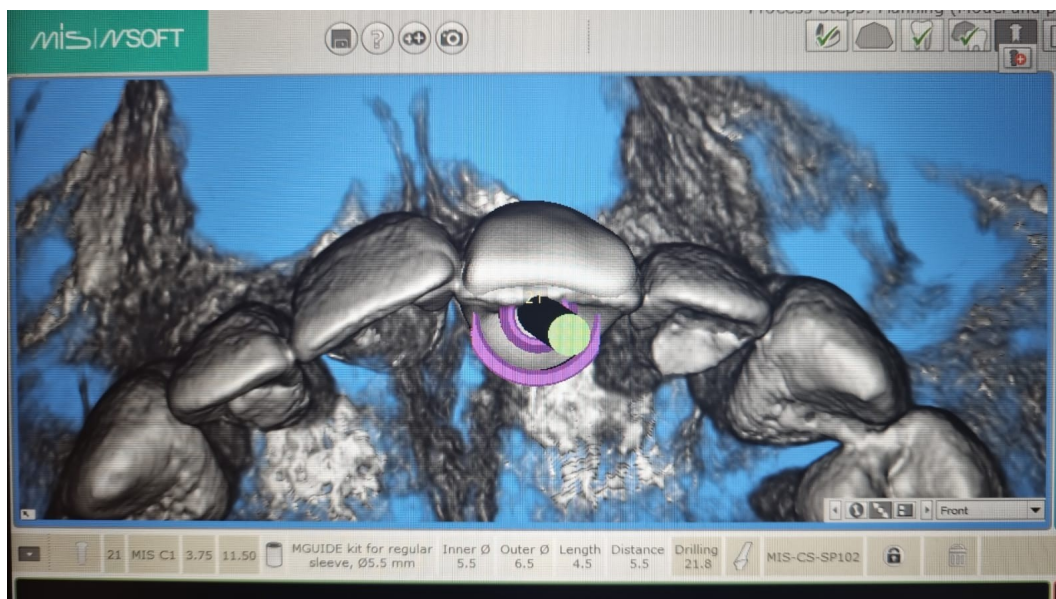 Process Steps: Planning (Model and p
MIS | MSOFT
?
21
Front
21 MIS C1 3.75 11.50 MGUIDE kit for regular sleeve, Ø5.5 mm Inner Ø 5.5 Outer Ø 6.5 Length 4.5 Distance 5.5 Drilling 21.8 MIS-CS-SP102